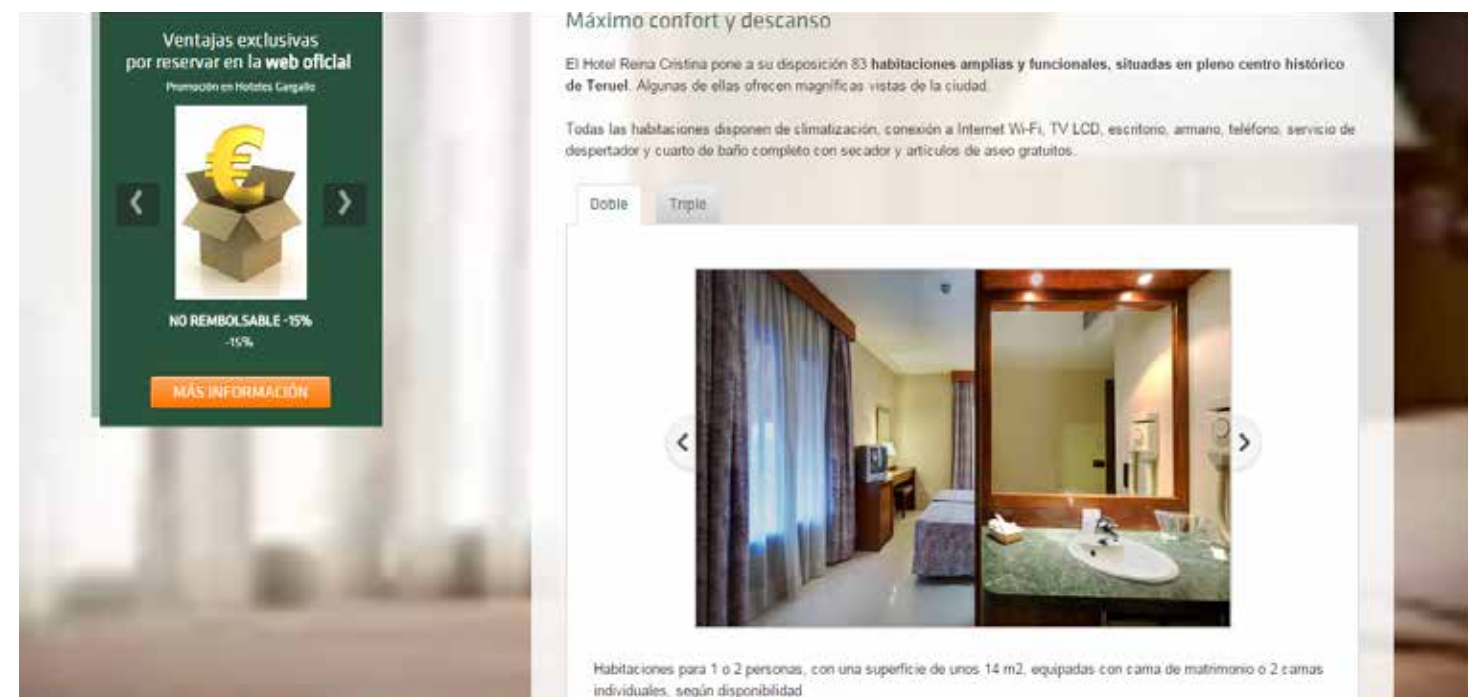 Ventajas exclusivas
por reservar en la web oficial
Promoción en Hoteles Gargallo
NO REMBOLSABLE -15%
-15%
MÁS INFORMACIÓN
Máximo confort y descanso
El Hotel Reina Cristina pone a su disposición 83 habitaciones amplias y funcionales, situadas en pleno centro histórico
de Teruel. Algunas de ellas ofrecen magníficas vistas de la ciudad.
Todas las habitaciones disponen de climatización, conexión a Internet Wi-Fi, TV LCD, escritorio, armario, teléfono, servicio de
despertador y cuarto de baño completo con secador y artículos de aseo gratuitos.
Doble
Triple
Habitaciones para 1 o 2 personas, con una superficie de unos 14 m2, equipadas con cama de matrimonio o 2 camas
individuales, según disponibilidad